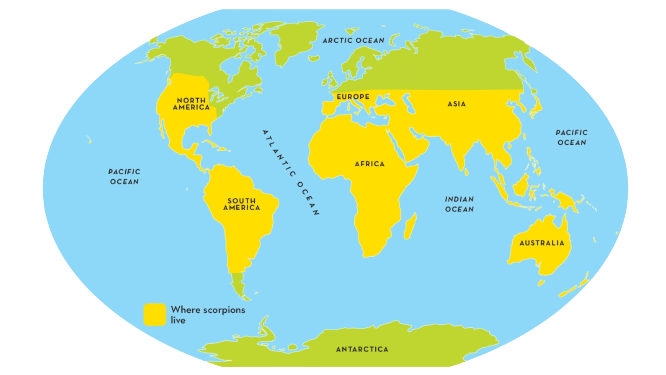 ARCTIC OCEAN
NORTH
AMERICA
EUROPE
ASIA
ATLANTIC OCEAN
PACIFIC
OCEAN
AFRICA
PACIFIC
OCEAN
SOUTH
AMERICA
INDIAN
OCEAN
AUSTRALIA
Where scorpions
live
ANTARCTICA